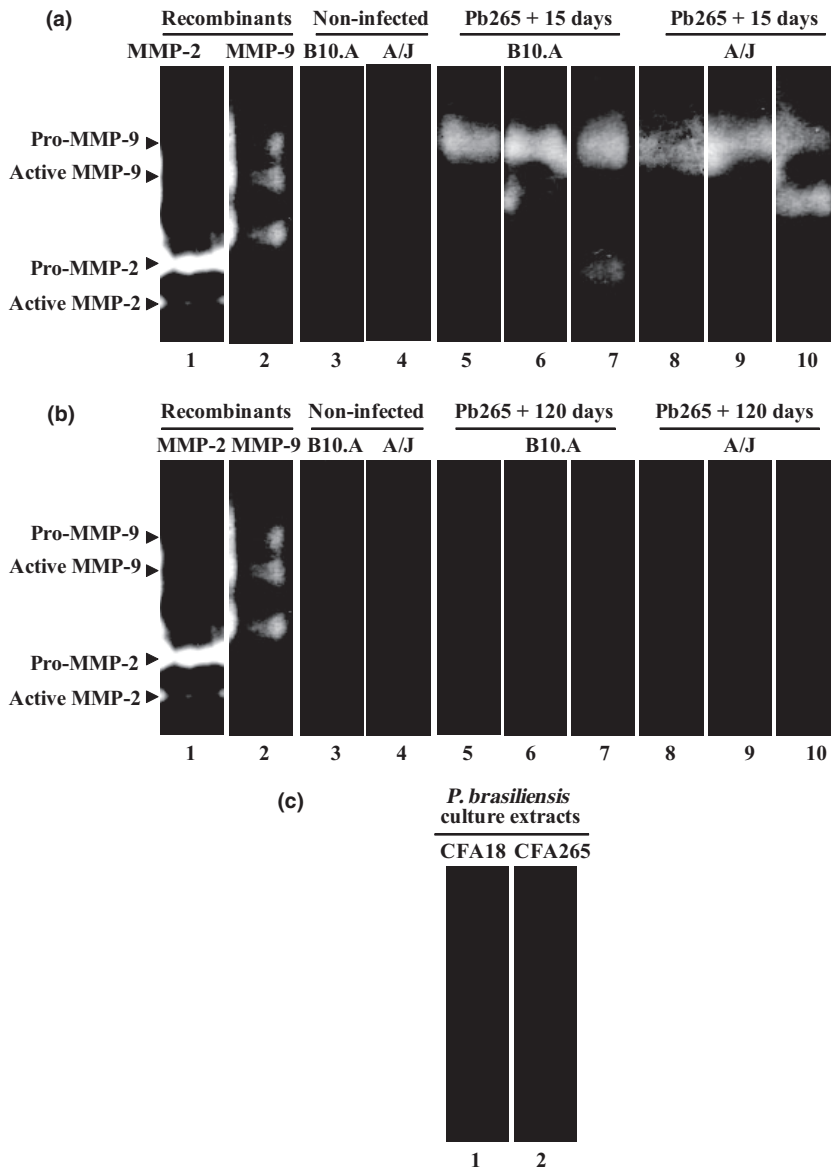 (a)
Recombinants Non-infected Pb265 + 15 days Pb265 + 15 days
MMP-2 MMP-9 B10.A A/J B10.A A/J
Pro-MMP-9
Active MMP-9
Pro-MMP-2
Active MMP-2
1 2 3 4 5 6 7 8 9 10
(b)
Recombinants Non-infected Pb265 + 120 days Pb265 + 120 days
MMP-2 MMP-9 B10.A A/J B10.A A/J
Pro-MMP-9
Active MMP-9
Pro-MMP-2
Active MMP-2
1 2 3 4 5 6 7 8 9 10
(c)
P. brasiliensis
culture extracts
CFA18 CFA265
1 2